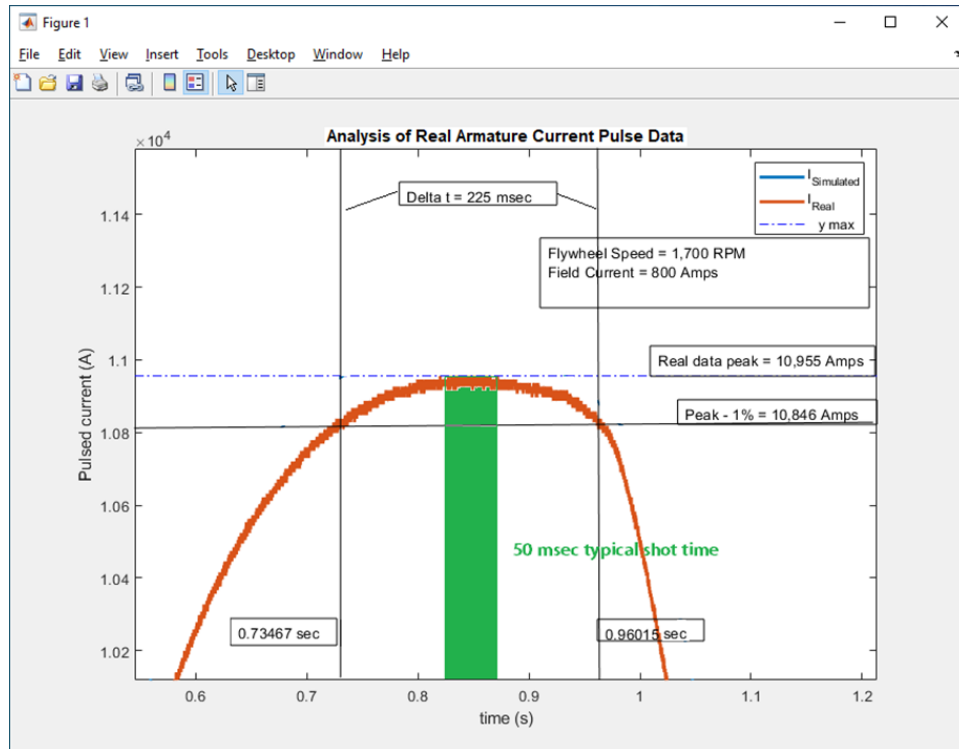 Figure 1
File Edit View Insert Tools Desktop Window Help
Analysis of Real Armature Current Pulse Data
×10⁴
Delta t = 225 msec
I Simulated
I Real
y max
Flywheel Speed = 1,700 RPM
Field Current = 800 Amps
Real data peak = 10,955 Amps
Peak - 1% = 10,846 Amps
50 msec typical shot time
0.73467 sec
0.96015 sec
1.14
1.12
1.1
1.08
1.06
1.04
1.02
Pulsed current (A)
0.6 0.7 0.8 0.9 1 1.1 1.2
time (s)